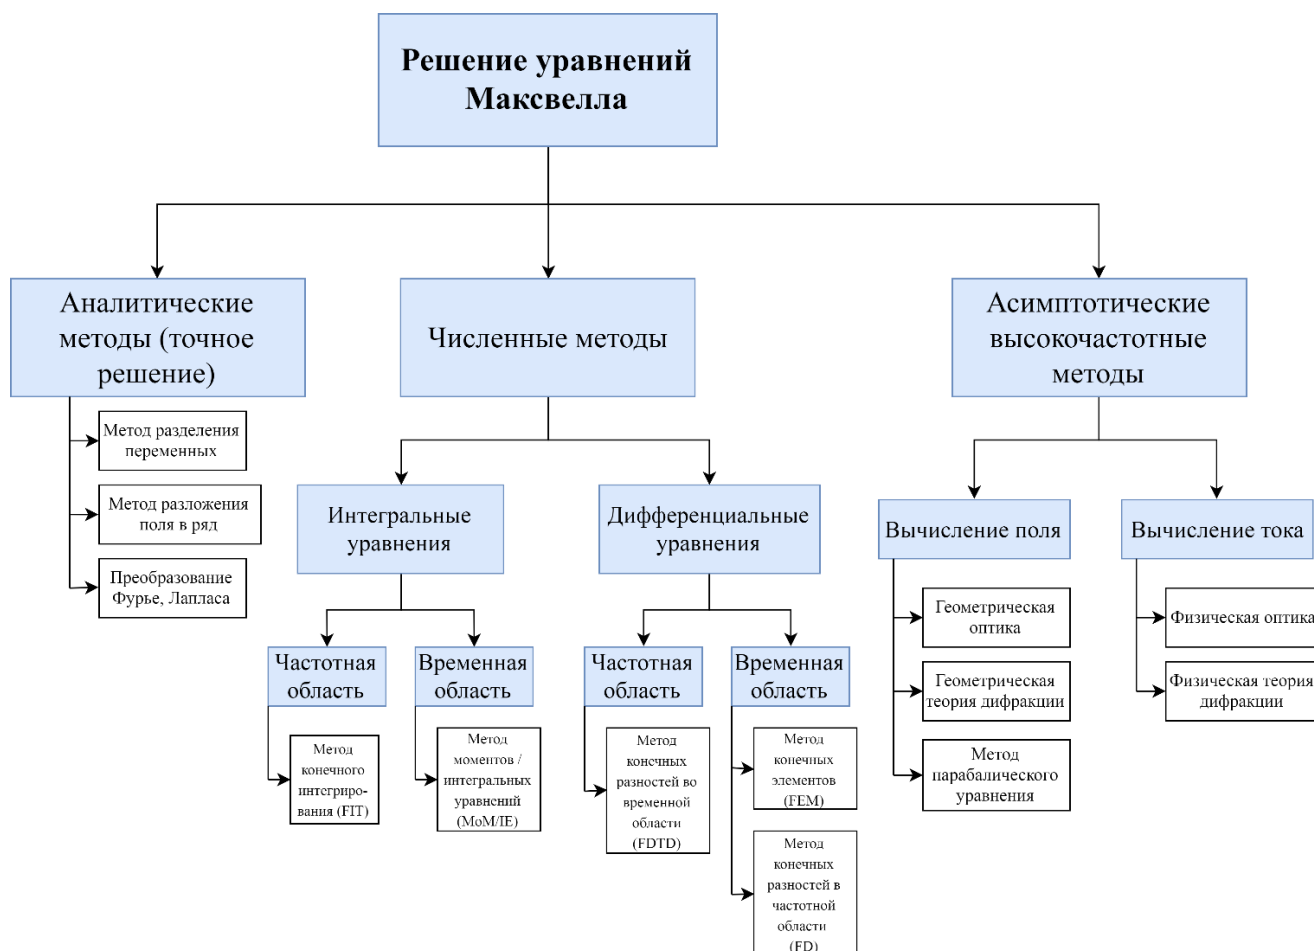 Решение уравнений
Максвелла
Аналитические
методы (точное
решение)
Численные методы
Асимптотические
высокочастотные
методы
Метод разделения
переменных
Метод разложения
поля в ряд
Преобразование
Фурье, Лапласа
Интегральные
уравнения
Дифференциальные
уравнения
Вычисление поля
Вычисление тока
Частотная
область
Временная
область
Частотная
область
Временная
область
Метод
конечного
интегриро-
вания (FIT)
Метод
моментов /
интегральных
уравнений
(MoM/IE)
Метод
конечных
разностей во
временной
области
(FDTD)
Метод
конечных
элементов
(FEM)
Метод
конечных
разностей в
частотной
области
(FD)
Геометрическая
оптика
Геометрическая
теория дифракции
Метод
парабалического
уравнения
Физическая оптика
Физическая теория
дифракции